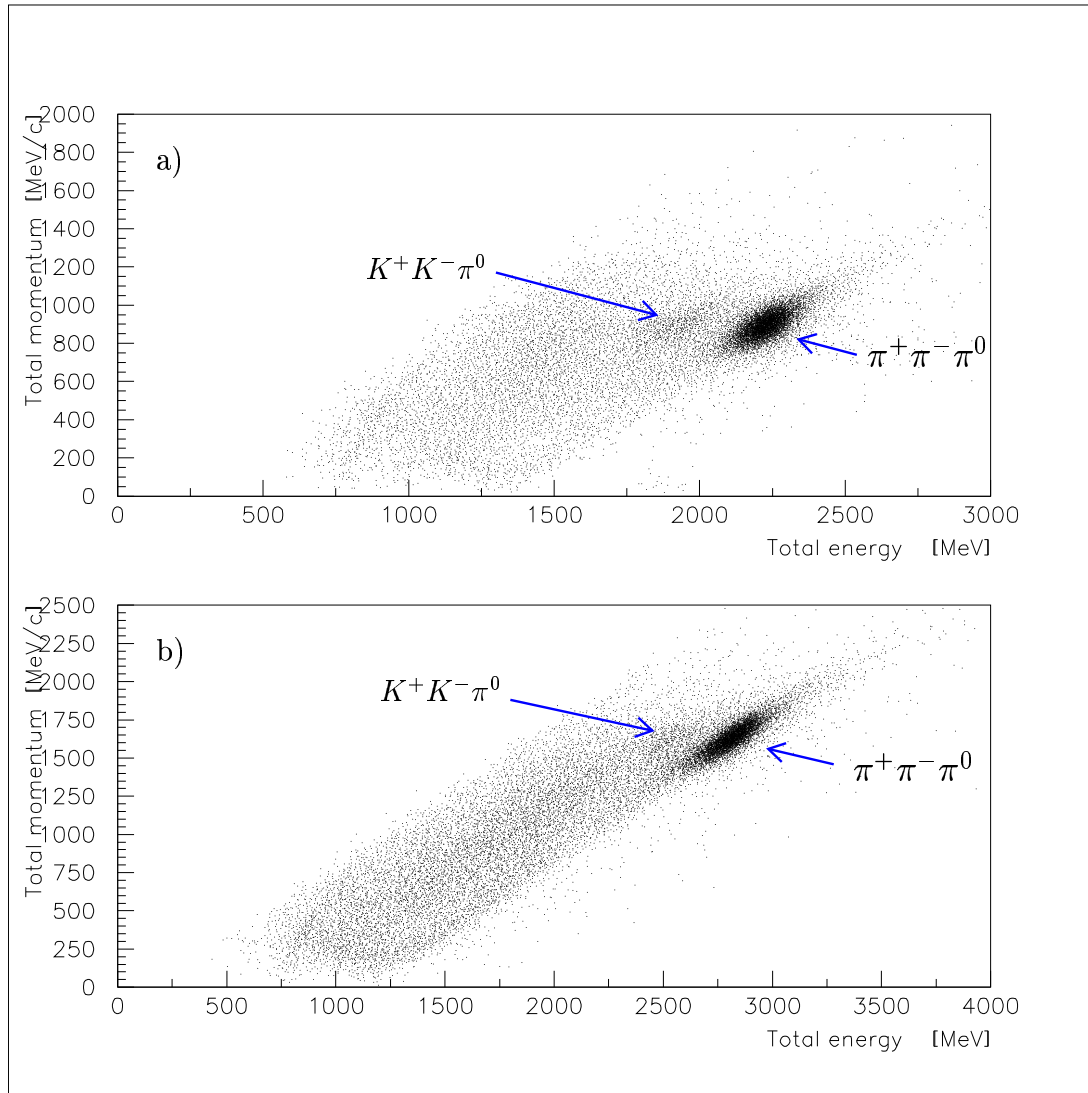 a)
Total momentum [MeV/c]
2000
1800
1600
1400
1200
1000
800
600
400
200
0
K⁺K⁻π⁰
π⁺π⁻π⁰
0 500 1000 1500 2000 2500 3000
Total energy [MeV]
b)
Total momentum [MeV/c]
2500
2250
2000
1750
1500
1250
1000
750
500
250
0
K⁺K⁻π⁰
π⁺π⁻π⁰
0 500 1000 1500 2000 2500 3000 3500 4000
Total energy [MeV]